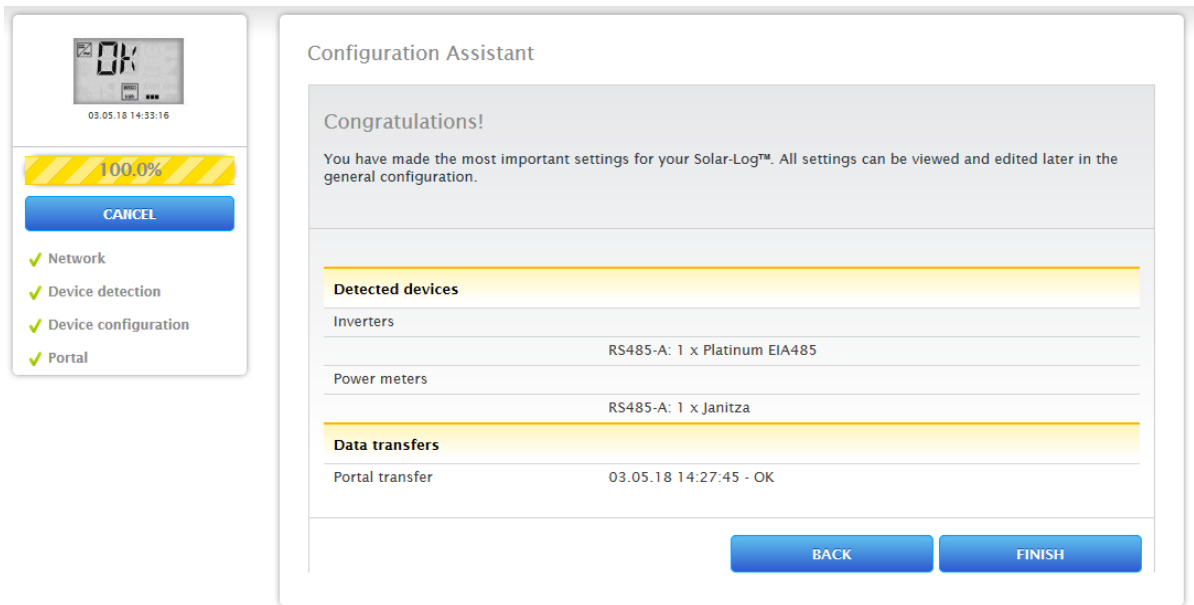 OK
03.05.18 14:33:16
100.0%
CANCEL
Network
Device detection
Device configuration
Portal
Configuration Assistant
Congratulations!
You have made the most important settings for your Solar-Log™. All settings can be viewed and edited later in the
general configuration.
Detected devices
Inverters
RS485-A: 1 x Platinum EIA485
Power meters
RS485-A: 1 x Janitza
Data transfers
Portal transfer 03.05.18 14:27:45 - OK
BACK FINISH